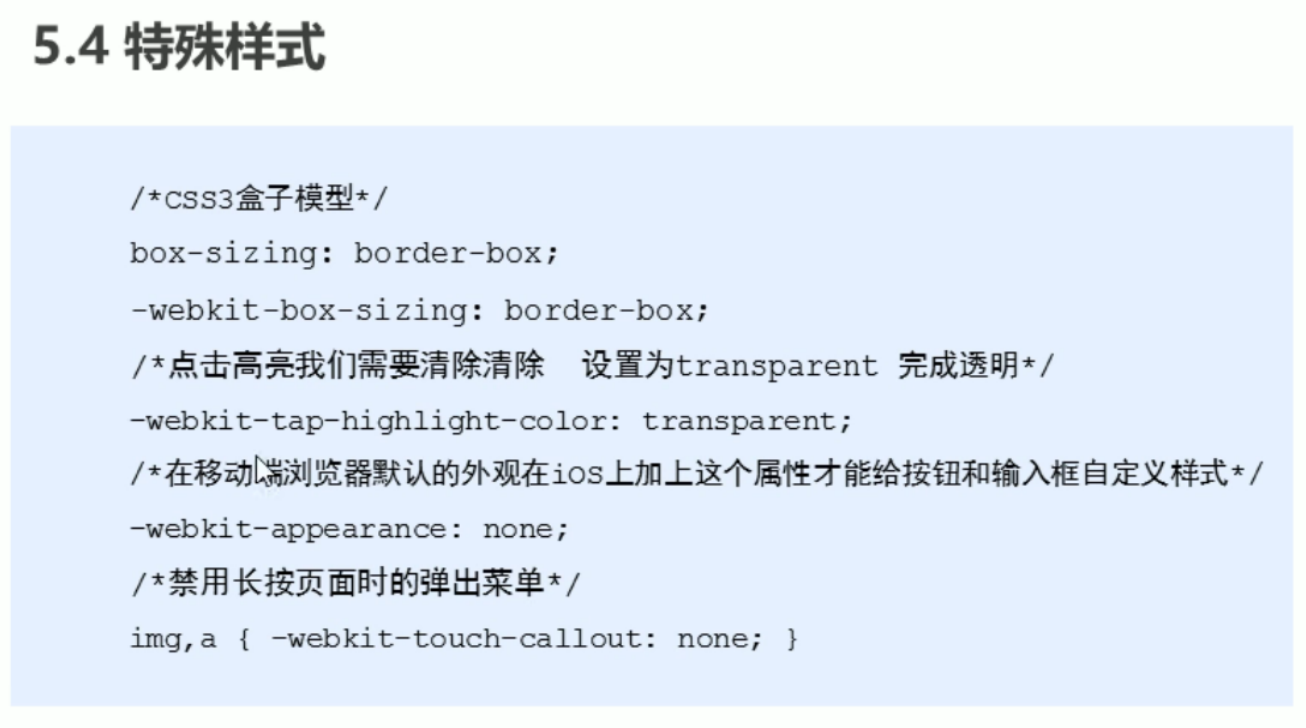 5.4 特殊样式
/*CSS3盒子模型*/
box-sizing: border-box;
-webkit-box-sizing: border-box;
/*点击高亮我们需要清除清除  设置为transparent 完成透明*/
-webkit-tap-highlight-color: transparent;
/*在移动端浏览器默认的外观在iOS上加上这个属性才能给按钮和输入框自定义样式*/
-webkit-appearance: none;
/*禁用长按页面时的弹出菜单*/
img,a { -webkit-touch-callout: none; }